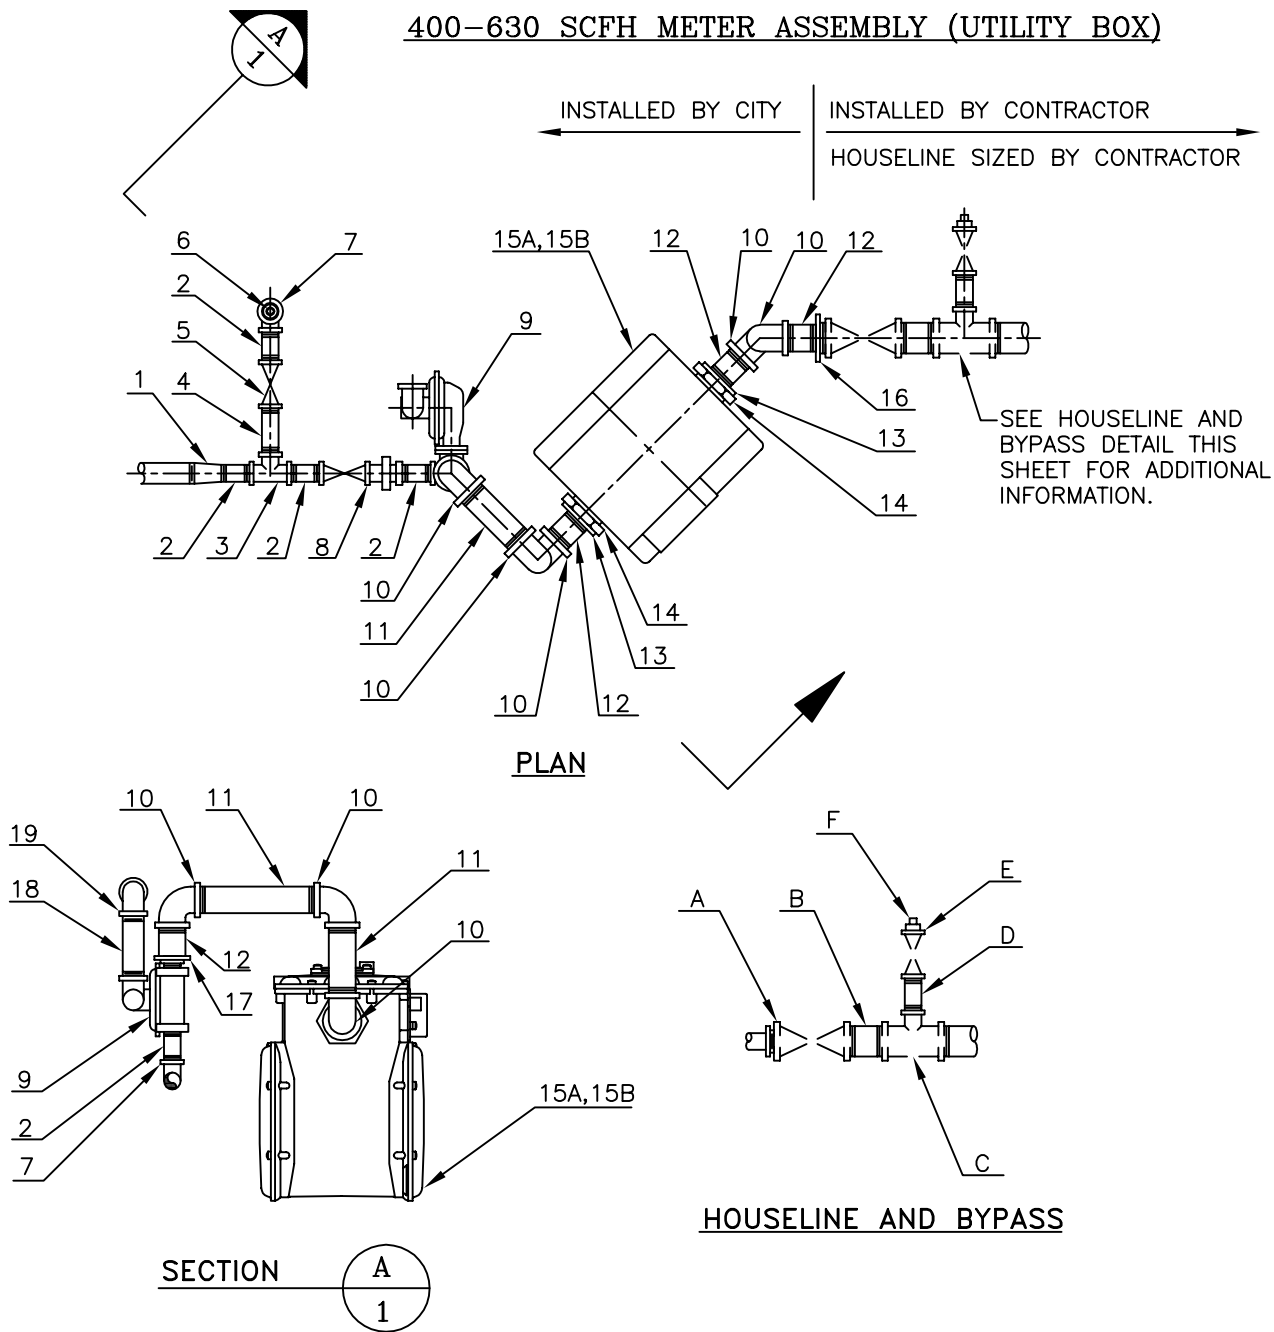 400-630 SCFH METER ASSEMBLY (UTILITY BOX)
A
1
INSTALLED BY CITY
INSTALLED BY CONTRACTOR
HOUSELINE SIZED BY CONTRACTOR
6
7
2
5
1
4
9
15A,15B
12
10
10
12
16
13
14
SEE HOUSELINE AND
BYPASS DETAIL THIS
SHEET FOR ADDITIONAL
INFORMATION.
2
3
2
8
2
10
11
10
10
12
13
14
PLAN
10
11
10
19
18
11
10
12
17
9
2
7
15A,15B
SECTION
A
1
F
E
A
B
D
C
HOUSELINE AND BYPASS